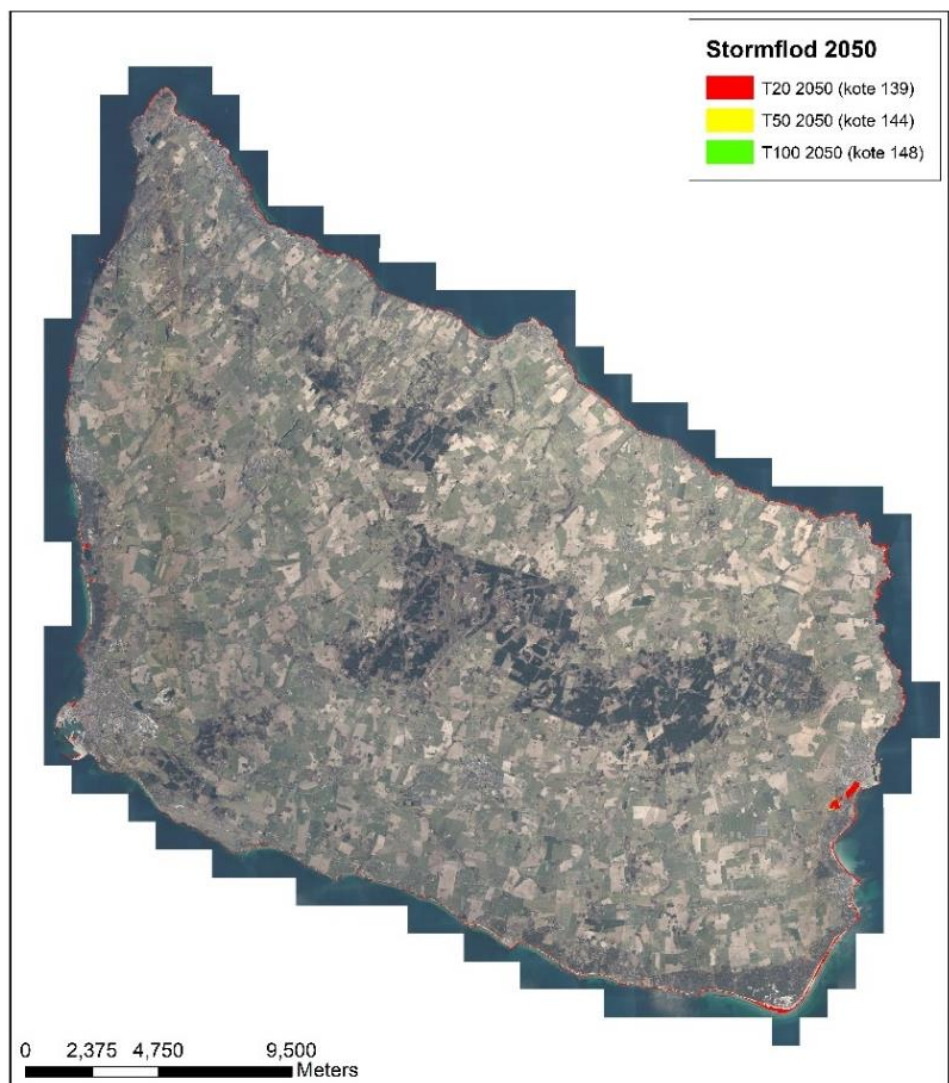 Stormflod 2050
T20 2050 (kote 139)
T50 2050 (kote 144)
T100 2050 (kote 148)
0 2,375 4,750 9,500
Meters